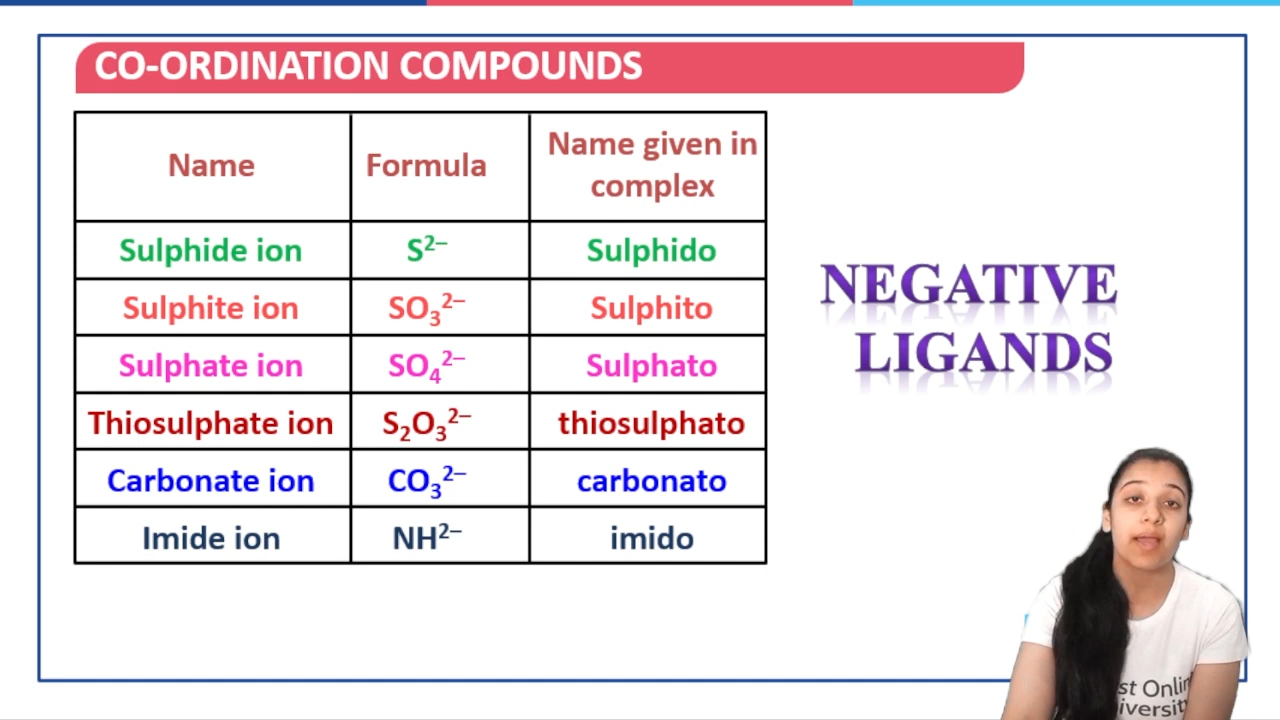 CO-ORDINATION COMPOUNDS
Name Formula Name given in
complex
Sulphide ion S²⁻ Sulphido
Sulphite ion SO₃²⁻ Sulphito
Sulphate ion SO₄²⁻ Sulphato
Thiosulphate ion S₂O₃²⁻ thiosulphato
Carbonate ion CO₃²⁻ carbonato
Imide ion NH²⁻ imido
NEGATIVE
LIGANDS